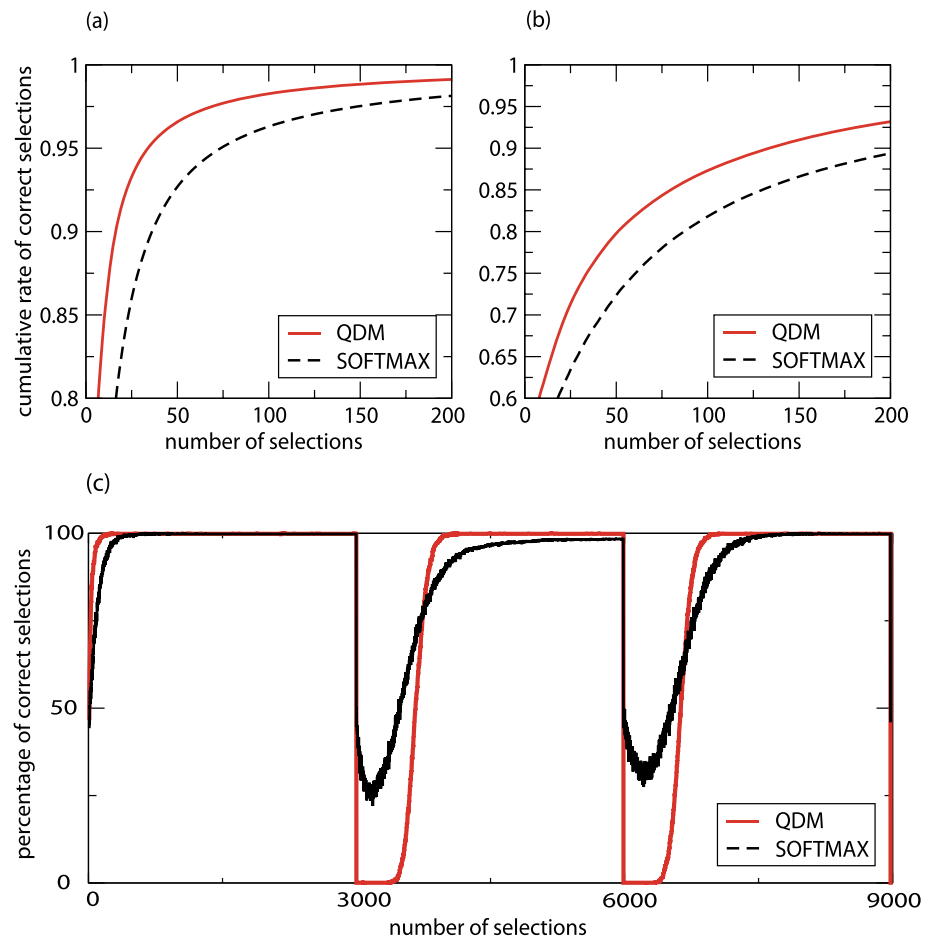 (a)
cumulative rate of correct selections
1
0.95
0.9
0.85
0.8
0 50 100 150 200
number of selections
QDM
SOFTMAX
(b)
1
0.95
0.9
0.85
0.8
0.75
0.7
0.65
0.6
0 50 100 150 200
number of selections
QDM
SOFTMAX
(c)
percentage of correct selections
100
50
0
0 3000 6000 9000
number of selections
QDM
SOFTMAX